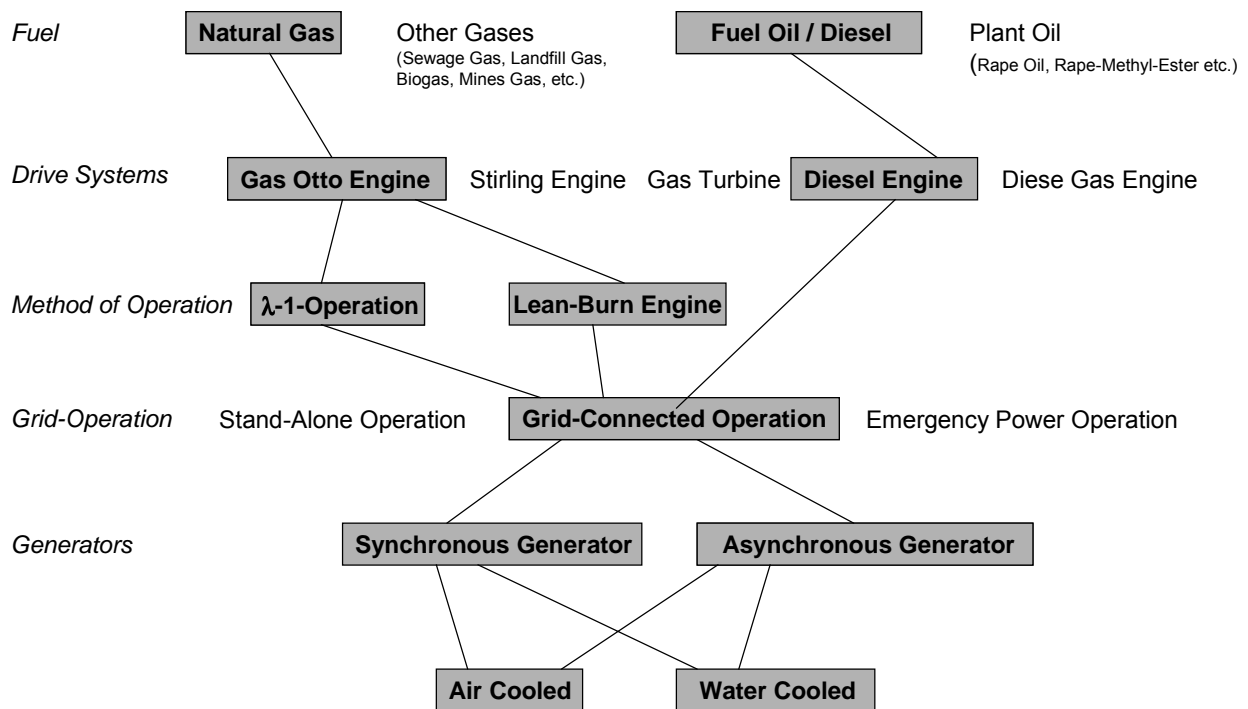 Fuel
Natural Gas
Other Gases
(Sewage Gas, Landfill Gas,
Biogas, Mines Gas, etc.)
Fuel Oil / Diesel
Plant Oil
(Rape Oil, Rape-Methyl-Ester etc.)
Drive Systems
Gas Otto Engine
Stirling Engine
Gas Turbine
Diesel Engine
Diese Gas Engine
Method of Operation
λ-1-Operation
Lean-Burn Engine
Grid-Operation
Stand-Alone Operation
Grid-Connected Operation
Emergency Power Operation
Generators
Synchronous Generator
Asynchronous Generator
Air Cooled
Water Cooled